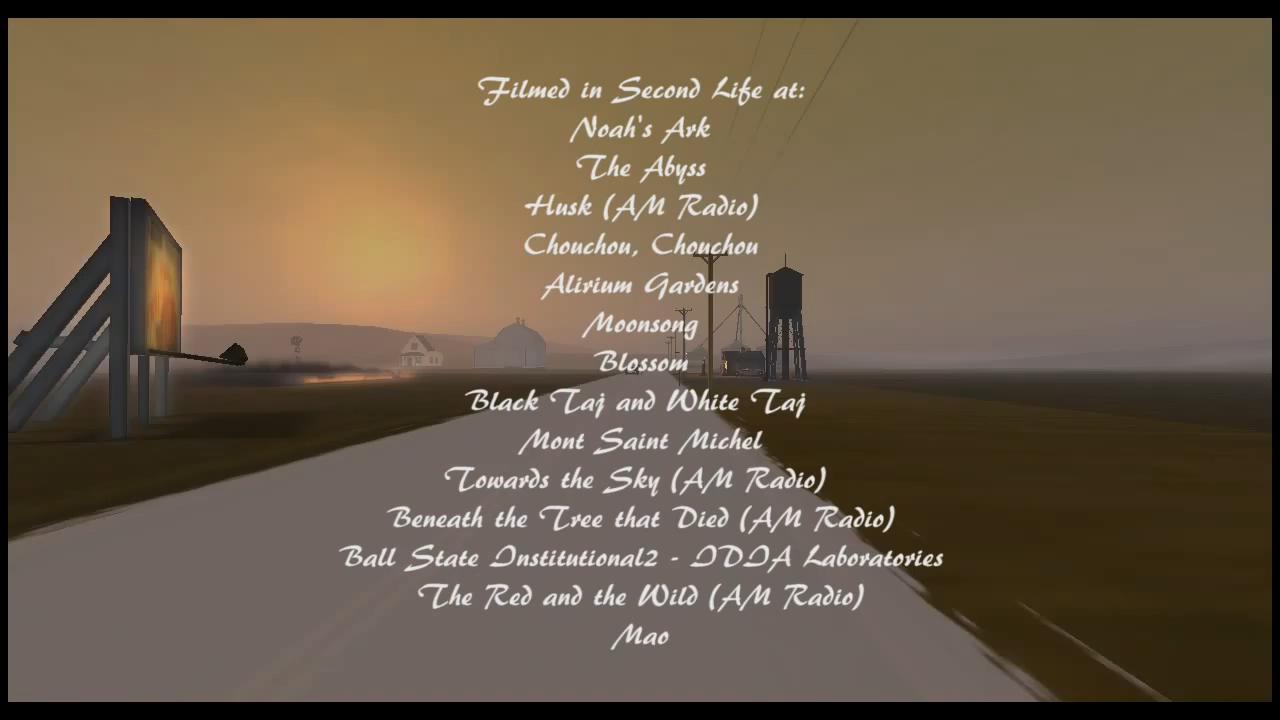 Filmed in Second Life at:
Noah's Ark
The Abyss
Husk (AM Radio)
Chouchou, Chouchou
Alirium Gardens
Moonsong
Blossom
Black Taj and White Taj
Mont Saint Michel
Towards the Sky (AM Radio)
Beneath the Tree that Died (AM Radio)
Ball State Institutional2 - IDIA Laboratories
The Red and the Wild (AM Radio)
Mao